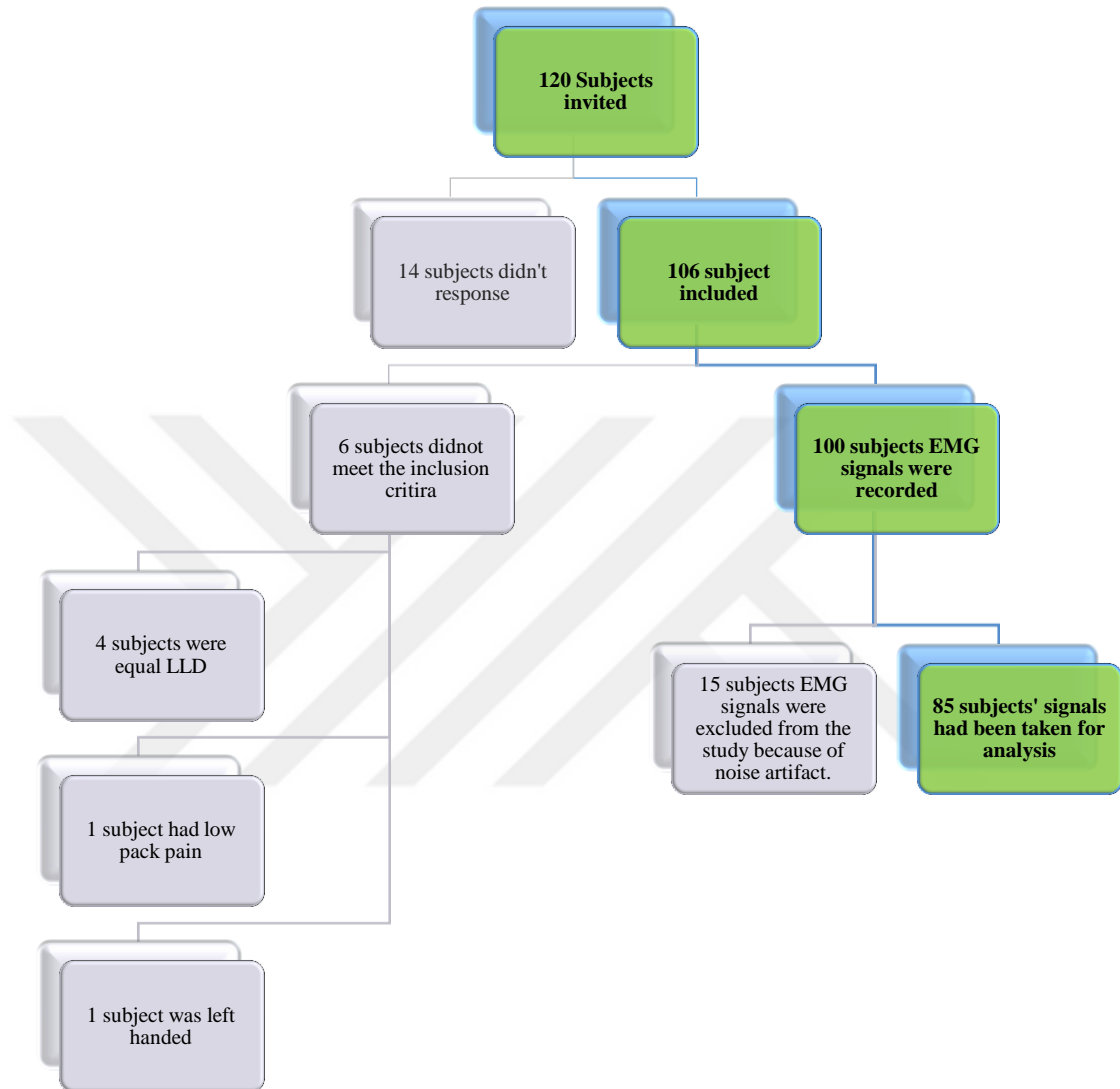 120 Subjects
invited
14 subjects didn't
response
106 subject
included
6 subjects didnot
meet the inclusion
critira
100 subjects EMG
signals were
recorded
4 subjects were
equal LLD
15 subjects EMG
signals were
excluded from the
study because of
noise artifact.
85 subjects' signals
had been taken for
analysis
1 subject had low
pack pain
1 subject was left
handed